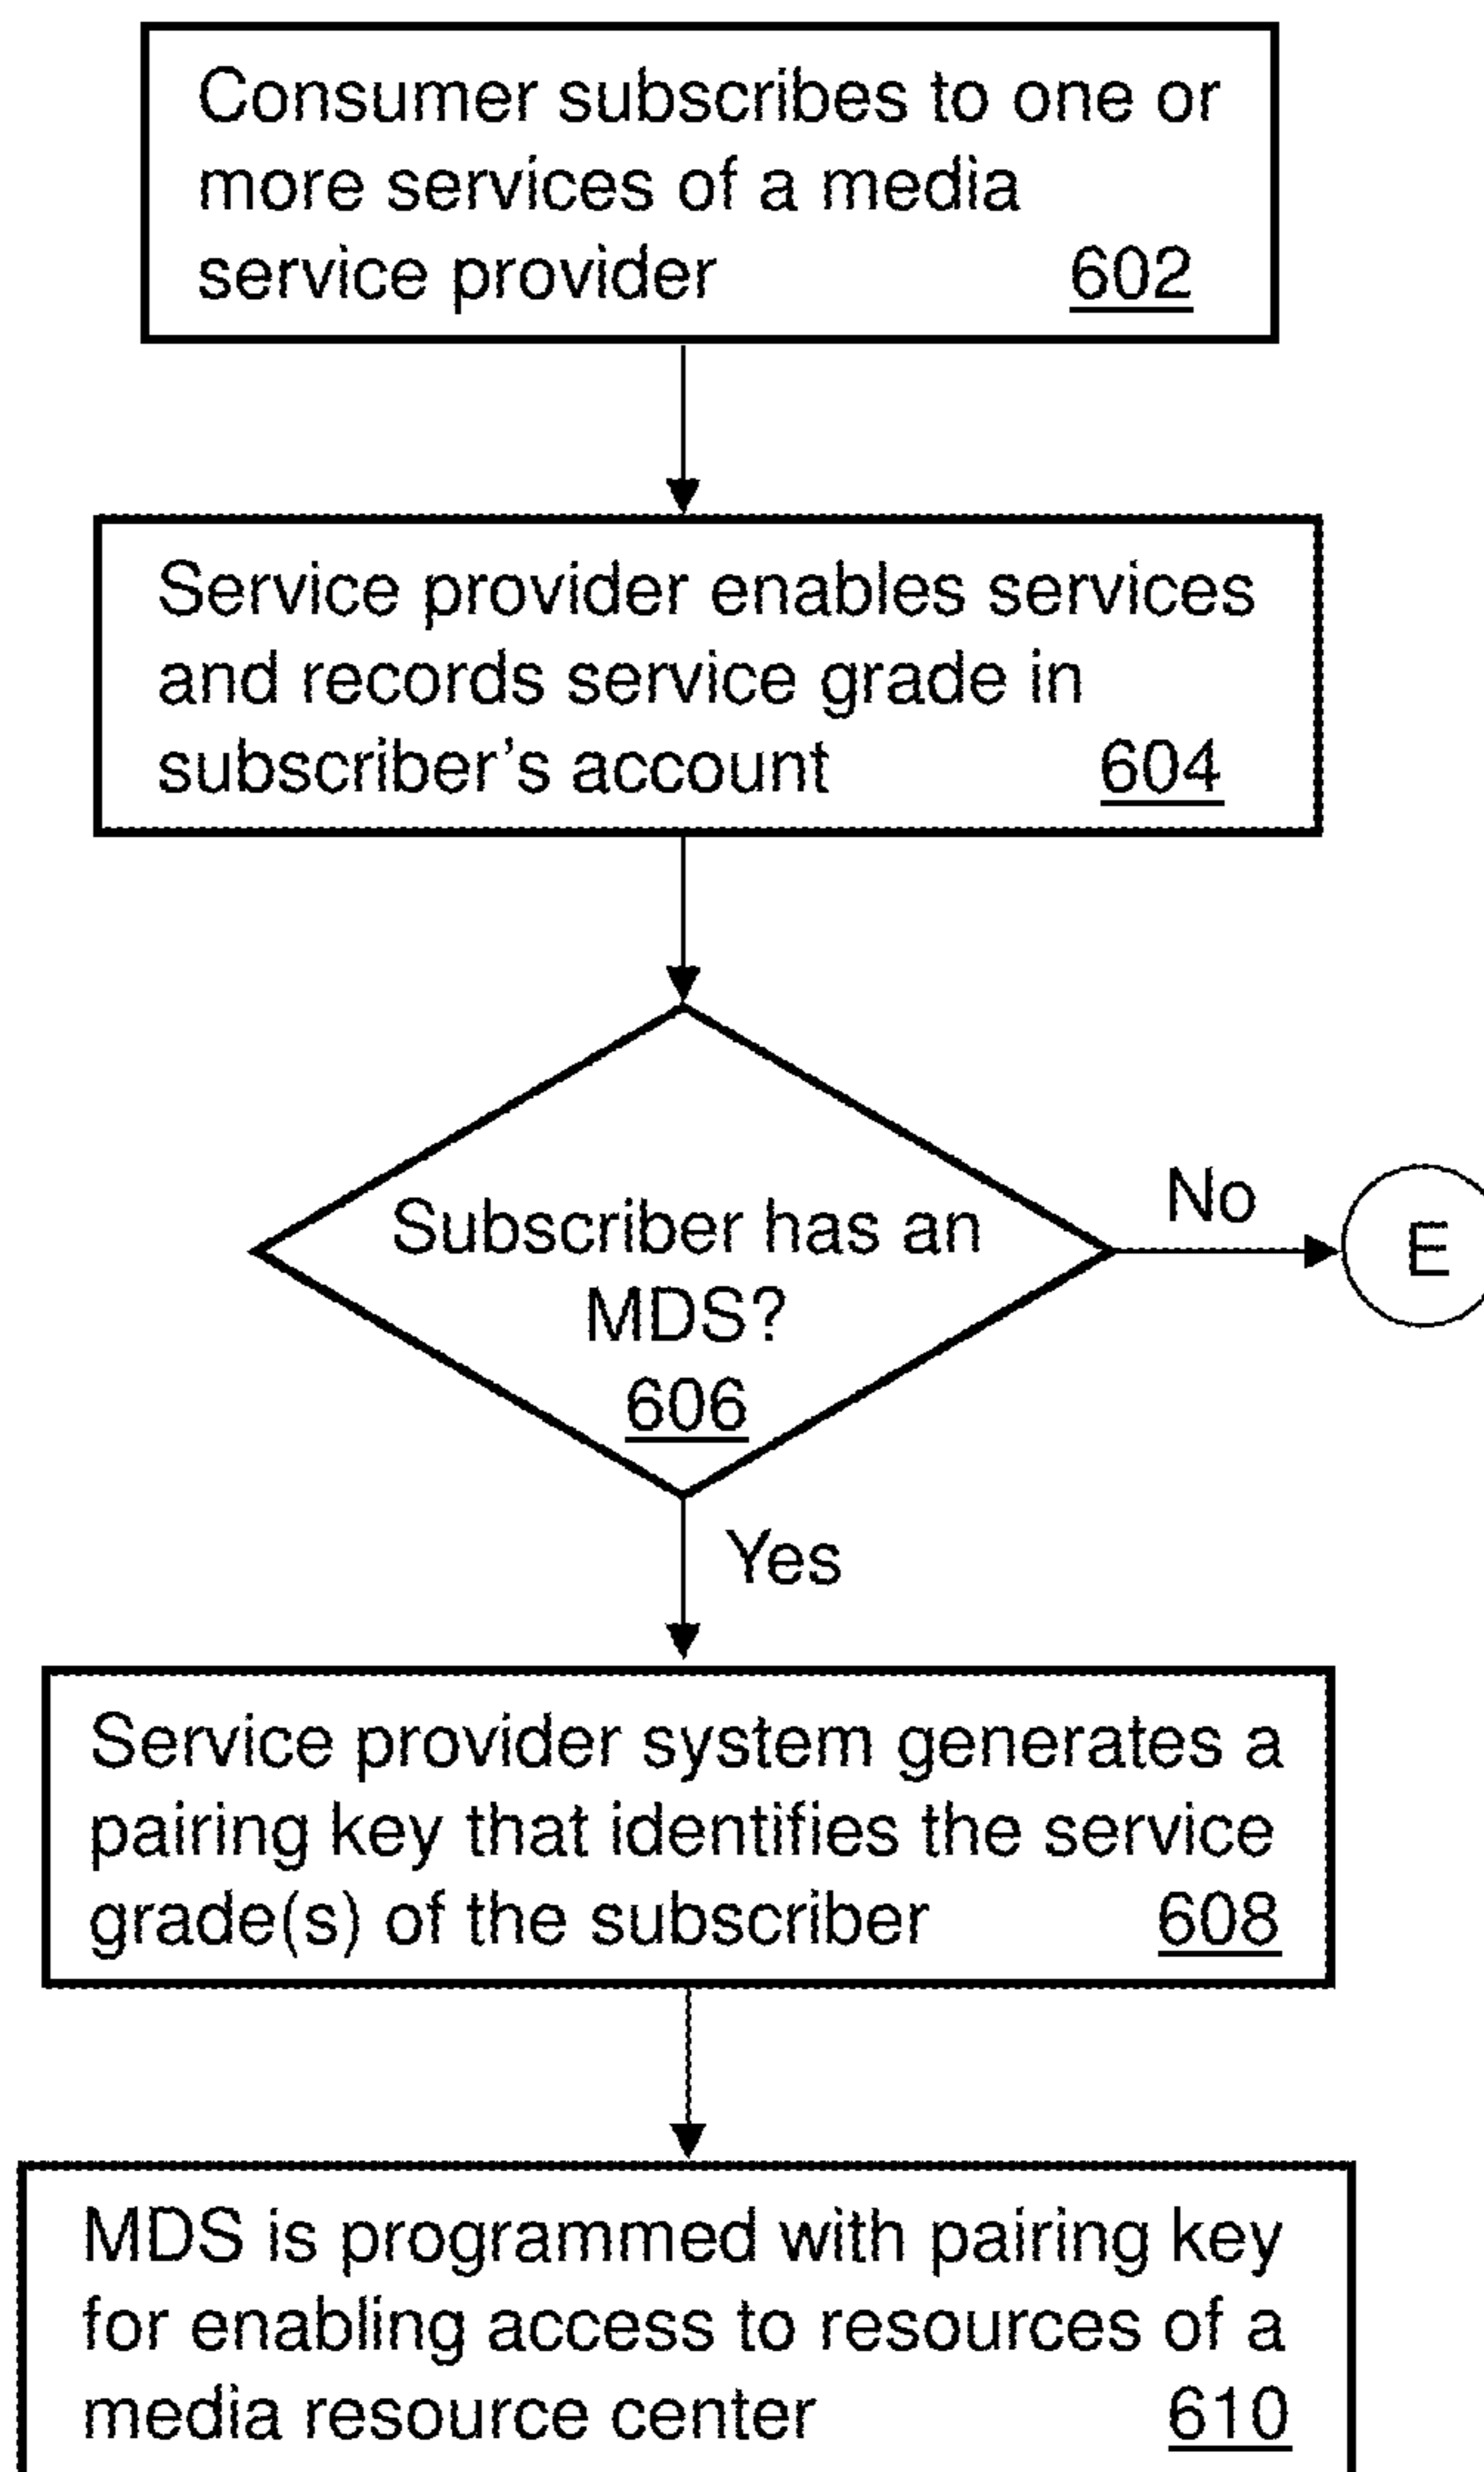 Consumer subscribes to one or
more services of a media
service provider 602
Service provider enables services
and records service grade in
subscriber's account 604
Subscriber has an
MDS?
606
No
E
Yes
Service provider system generates a
pairing key that identifies the service
grade(s) of the subscriber 608
MDS is programmed with pairing key
for enabling access to resources of a
media resource center 610